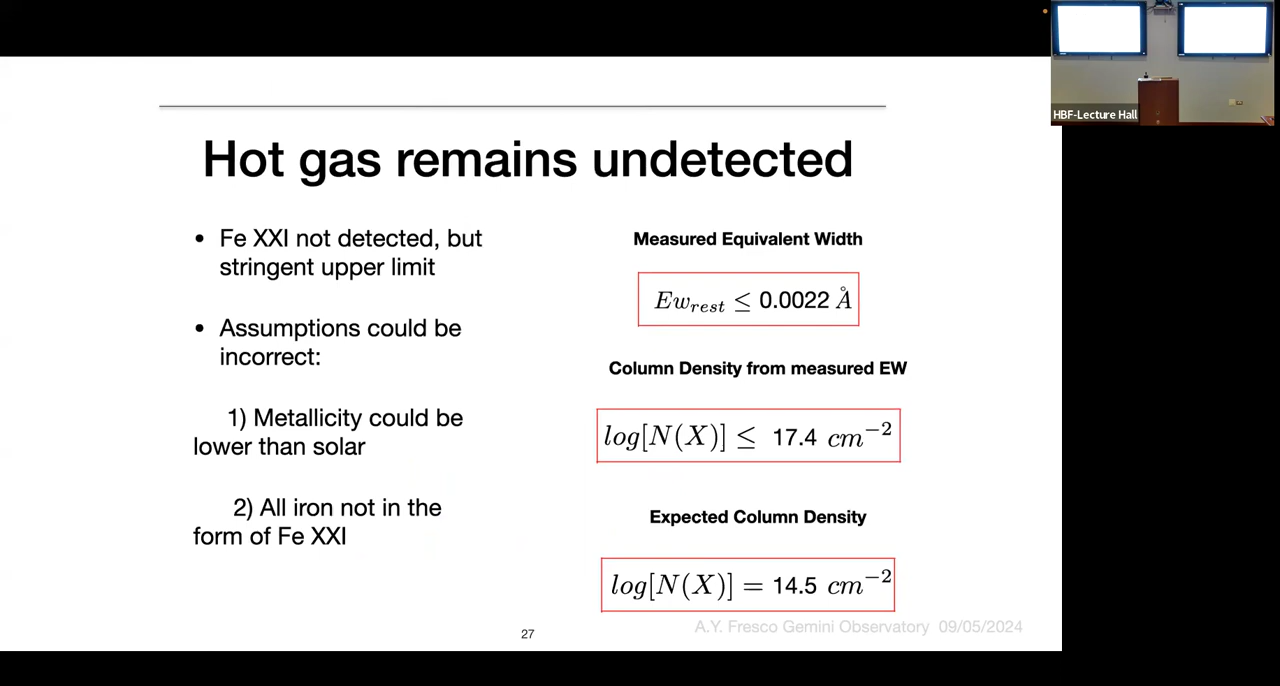 HBF-Lecture Hall
Hot gas remains undetected
• Fe XXI not detected, but
stringent upper limit
• Assumptions could be
incorrect:
1) Metallicity could be
lower than solar
2) All iron not in the
form of Fe XXI
Measured Equivalent Width
Ew_{rest} ≤ 0.0022 Å
Column Density from measured EW
log[N(X)] ≤ 17.4 cm^{−2}
Expected Column Density
log[N(X)] = 14.5 cm^{−2}
27
A.Y. Fresco Gemini Observatory 09/05/2024